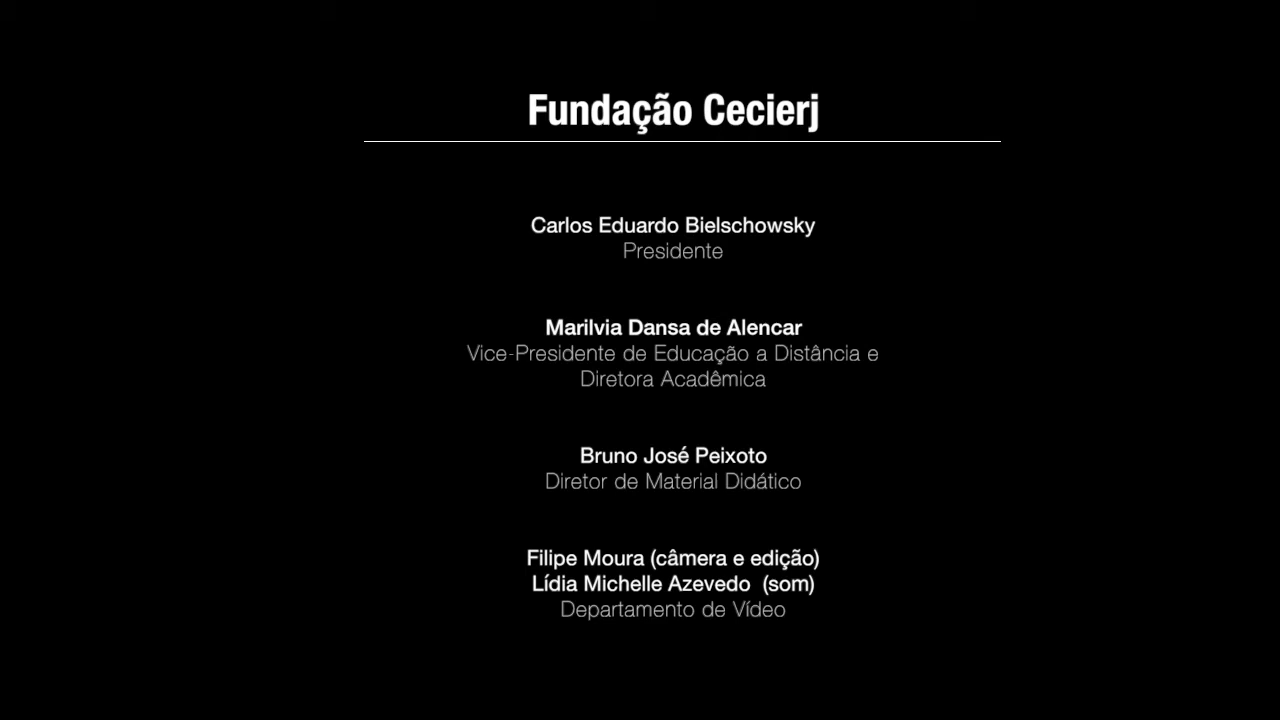 Fundação Cecierj
Carlos Eduardo Bielschowsky
Presidente
Marilvia Dansa de Alencar
Vice-Presidente de Educação a Distância e
Diretora Acadêmica
Bruno José Peixoto
Diretor de Material Didático
Filipe Moura (câmera e edição)
Lídia Michelle Azevedo  (som)
Departamento de Vídeo